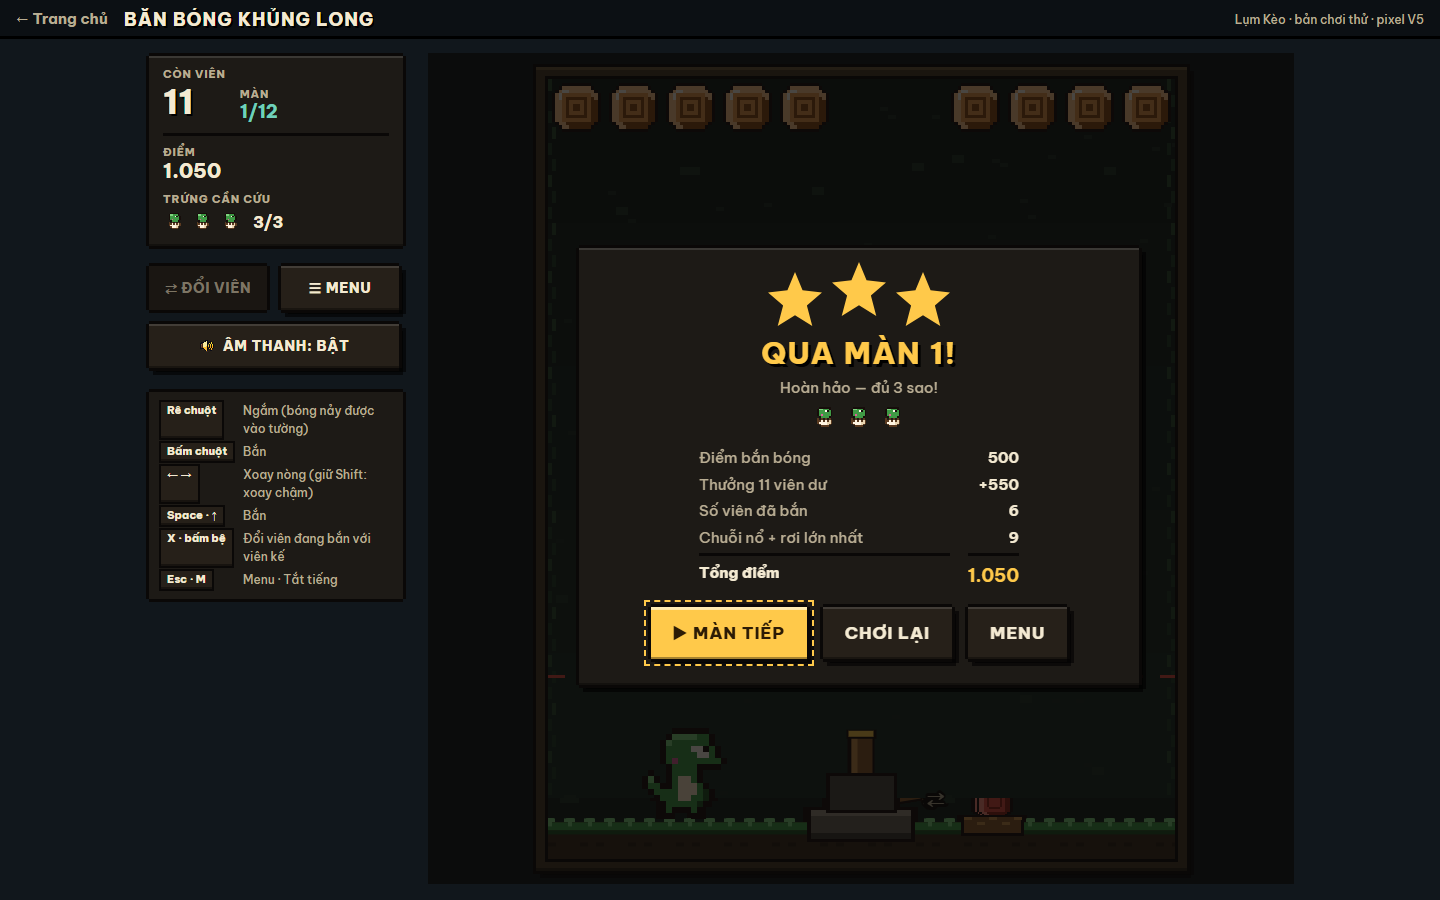 ← Trang chủ
BẮN BÓNG KHỦNG LONG
Lụm Kèo · bản chơi thử · pixel V5
CÒN VIÊN
11
MÀN
1/12
ĐIỂM
1.050
TRỨNG CẦN CỨU
3/3
⇄ ĐỔI VIÊN
☰ MENU
ÂM THANH: BẬT
Rê chuột
Ngắm (bóng nảy được
vào tường)
Bấm chuột
Bắn
←→
Xoay nòng (giữ Shift:
xoay chậm)
Space · ↑
Bắn
X · bấm bệ
Đổi viên đang bắn với
viên kế
Esc · M
Menu · Tắt tiếng
QUA MÀN 1!
Hoàn hảo — đủ 3 sao!
Điểm bắn bóng 500
Thưởng 11 viên dư +550
Số viên đã bắn 6
Chuỗi nổ + rơi lớn nhất 9
Tổng điểm 1.050
▶ MÀN TIẾP
CHƠI LẠI
MENU